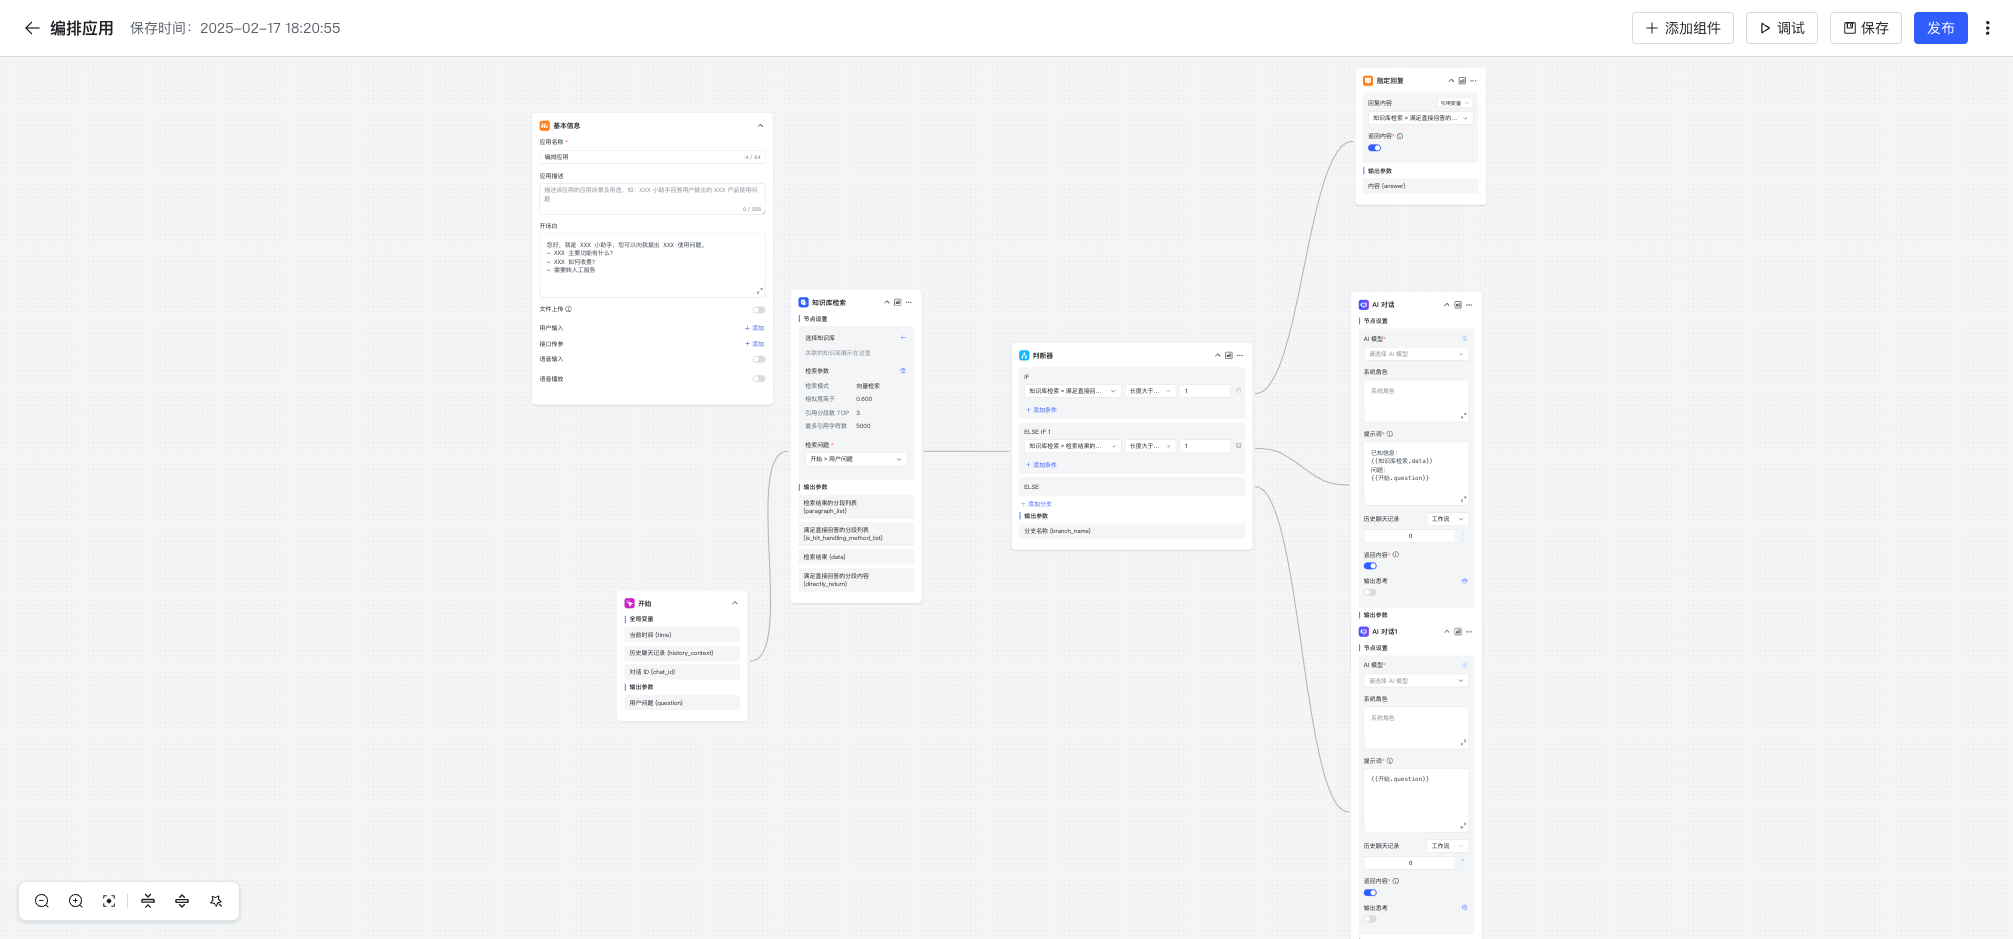 编排应用
保存时间：2025-02-17 18:20:55
添加组件
调试
保存
发布
基本信息
应用名称 *
编排应用
4 / 64
应用描述
描述该应用的应用场景及用途，如：XXX 小助手回答用户提出的 XXX 产品使用问
题
0 / 256
开场白
您好，我是 XXX 小助手，您可以向我提出 XXX 使用问题。
- XXX 主要功能有什么？
- XXX 如何收费？
- 需要转人工服务
文件上传
用户输入
+ 添加
接口传参
+ 添加
语音输入
语音播放
开始
全局变量
当前时间 {time}
历史聊天记录 {history_context}
对话 ID {chat_id}
输出参数
用户问题 {question}
知识库检索
节点设置
选择知识库
关联的知识库展示在这里
检索参数
检索模式 向量检索
相似度高于 0.600
引用分段数 TOP 3
最多引用字符数 5000
检索问题 *
开始 > 用户问题
输出参数
检索结果的分段列表
{paragraph_list}
满足直接回答的分段列表
{is_hit_handling_method_list}
检索结果 {data}
满足直接回答的分段内容
{directly_return}
判断器
IF
知识库检索 > 满足直接回... 长度大于... 1
+ 添加条件
ELSE IF 1
知识库检索 > 检索结果的... 长度大于... 1
+ 添加条件
ELSE
+ 添加分支
输出参数
分支名称 {branch_name}
指定回复
回复内容
引用变量
知识库检索 > 满足直接回答的...
返回内容*
输出参数
内容 {answer}
AI 对话
节点设置
AI 模型*
请选择 AI 模型
系统角色
系统角色
提示词*
已知信息：
{{知识库检索.data}}
问题：
{{开始.question}}
历史聊天记录
工作流
0
返回内容*
输出思考
输出参数
AI 对话1
节点设置
AI 模型*
请选择 AI 模型
系统角色
系统角色
提示词*
{{开始.question}}
历史聊天记录
工作流
0
返回内容*
输出思考